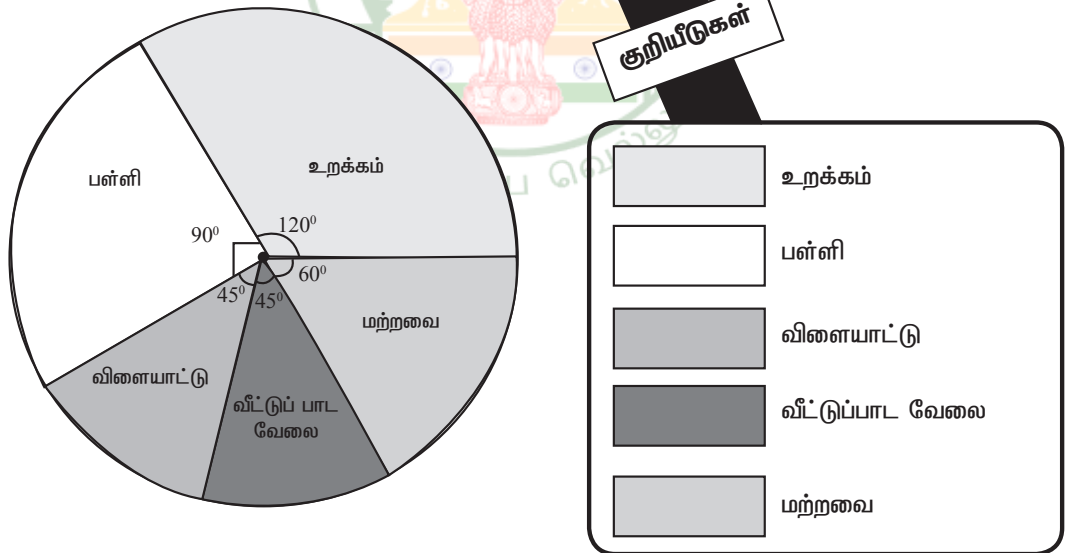 குறியீடுகள்
பள்ளி
உறக்கம்
90⁰
120⁰
60⁰
45⁰
45⁰
மற்றவை
விளையாட்டு
வீட்டுப் பாட
வேலை
உறக்கம்
பள்ளி
விளையாட்டு
வீட்டுப்பாட வேலை
மற்றவை